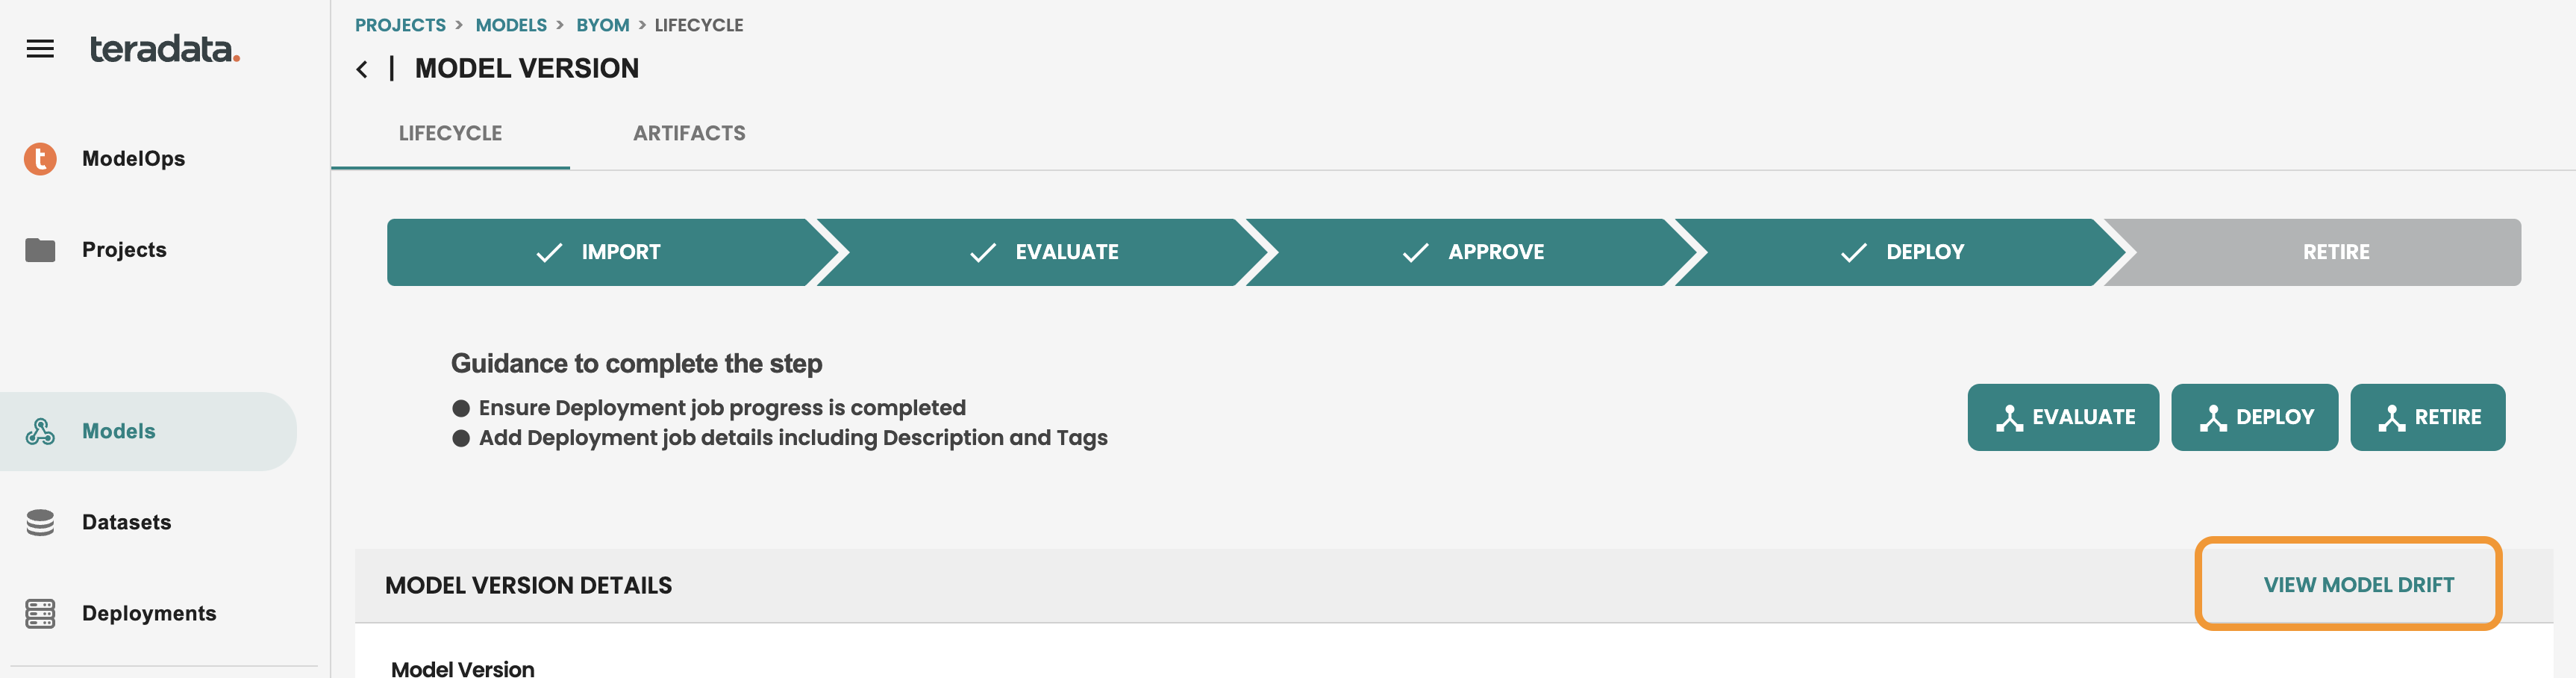 teradata.
ModelOps
Projects
Models
Datasets
Deployments
PROJECTS > MODELS > BYOM > LIFECYCLE
MODEL VERSION
LIFECYCLE ARTIFACTS
IMPORT EVALUATE APPROVE DEPLOY RETIRE
Guidance to complete the step
Ensure Deployment job progress is completed
Add Deployment job details including Description and Tags
EVALUATE DEPLOY RETIRE
MODEL VERSION DETAILS
VIEW MODEL DRIFT
Model Version